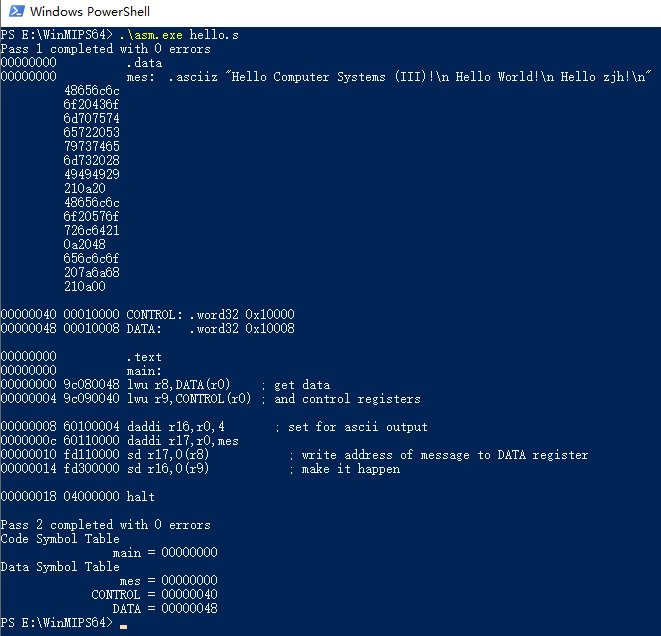 Windows PowerShell
PS E:\WinMIPS64> .\asm.exe hello.s
Pass 1 completed with 0 errors
00000000         .data
00000000         mes:  .asciiz "Hello Computer Systems (III)!\n Hello World!\n Hello zjh!\n"
48656c6c
6f20436f
6d707574
65722053
79737465
6d732028
49494929
210a20
48656c6c
6f20576f
726c6421
0a2048
656c6c6f
207a6a68
210a00
00000040 00010000 CONTROL: .word32 0x10000
00000048 00010008 DATA:    .word32 0x10008
00000000         .text
00000000         main:
00000000 9c080048 lwu r8,DATA(r0)    ; get data
00000004 9c090040 lwu r9,CONTROL(r0) ; and control registers
00000008 60100004 daddi r16,r0,4       ; set for ascii output
0000000c 60110000 daddi r17,r0,mes
00000010 fd110000 sd r17,0(r8)         ; write address of message to DATA register
00000014 fd300000 sd r16,0(r9)         ; make it happen
00000018 04000000 halt
Pass 2 completed with 0 errors
Code Symbol Table
main = 00000000
Data Symbol Table
mes = 00000000
CONTROL = 00000040
DATA = 00000048
PS E:\WinMIPS64>